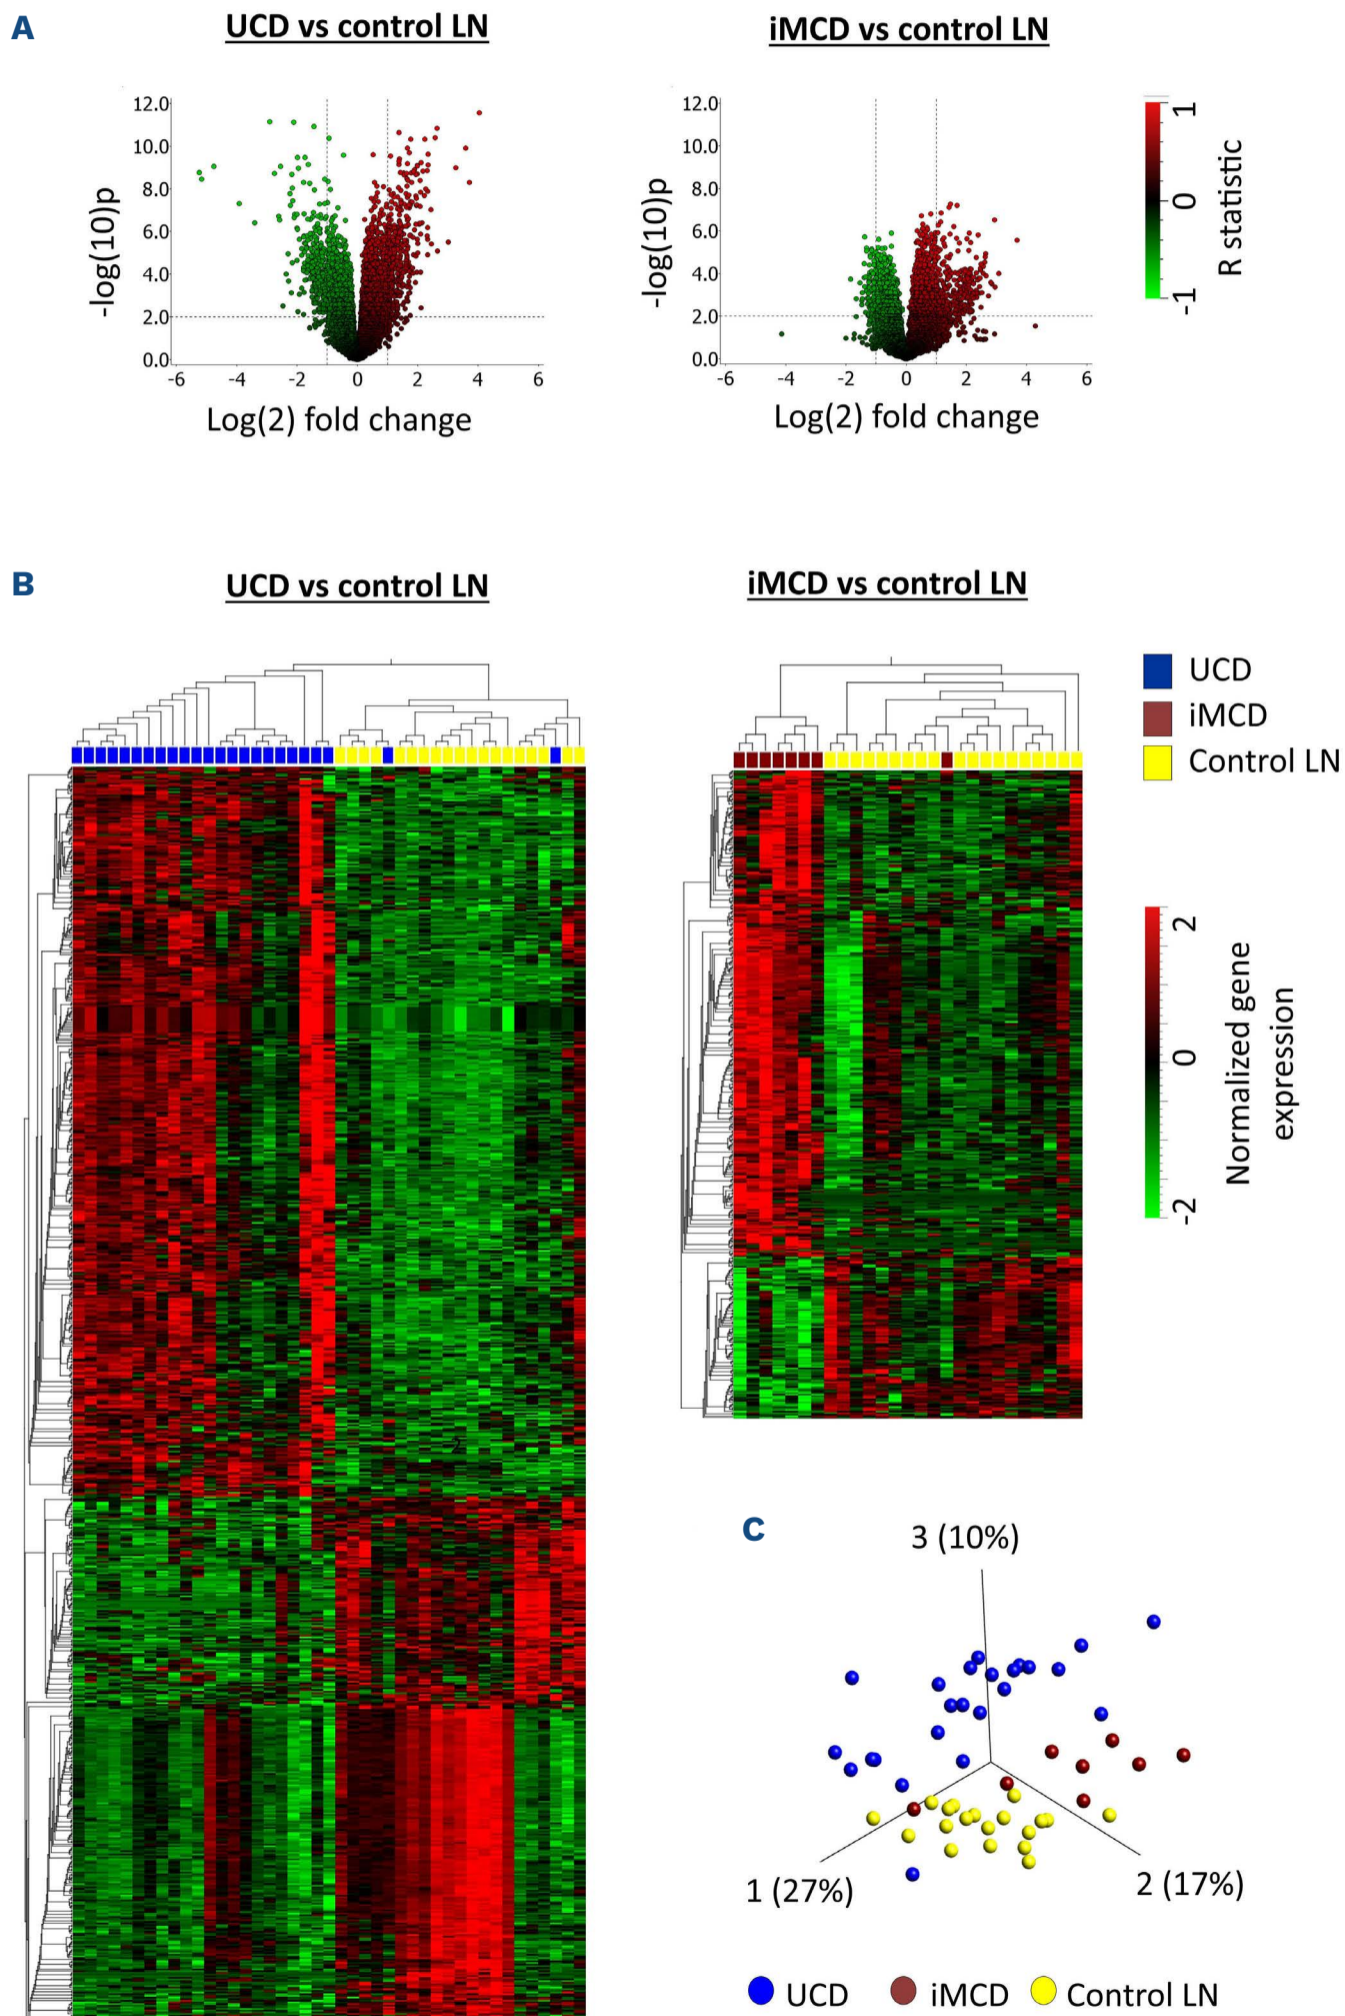 A
UCD vs control LN
iMCD vs control LN
12.0
10.0
8.0
6.0
4.0
2.0
0.0
-log(10)p
-6 -4 -2 0 2 4 6
Log(2) fold change
12.0
10.0
8.0
6.0
4.0
2.0
0.0
-log(10)p
-6 -4 -2 0 2 4 6
Log(2) fold change
1
0
-1
R statistic
B
UCD vs control LN
iMCD vs control LN
UCD
iMCD
Control LN
2
0
-2
Normalized gene
expression
2
C
3 (10%)
1 (27%)
2 (17%)
UCD
iMCD
Control LN